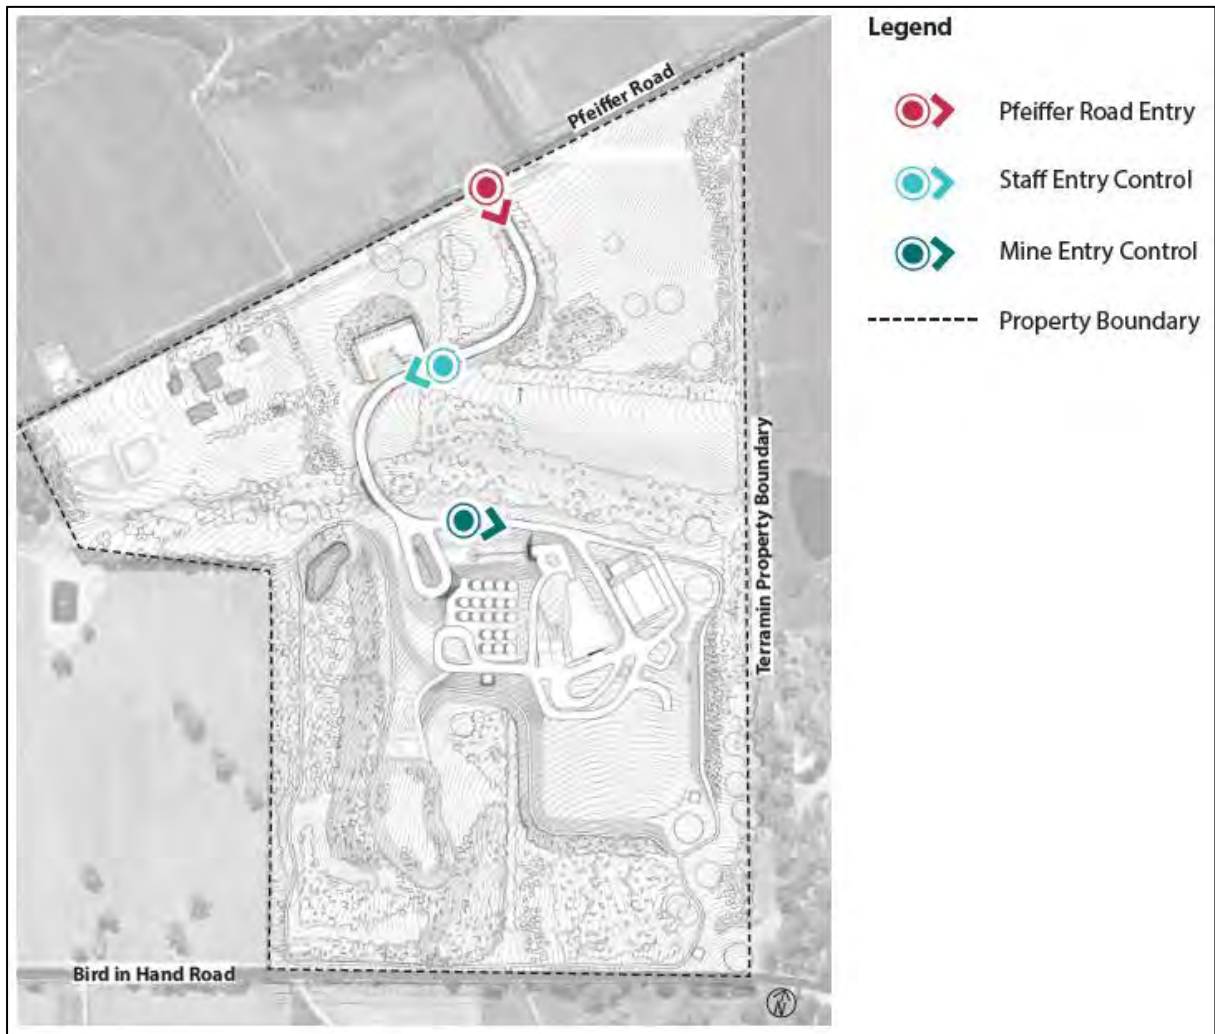 Legend
Pfeiffer Road Entry
Staff Entry Control
Mine Entry Control
Property Boundary
Pfeiffer Road
Terramin Property Boundary
Bird in Hand Road
N